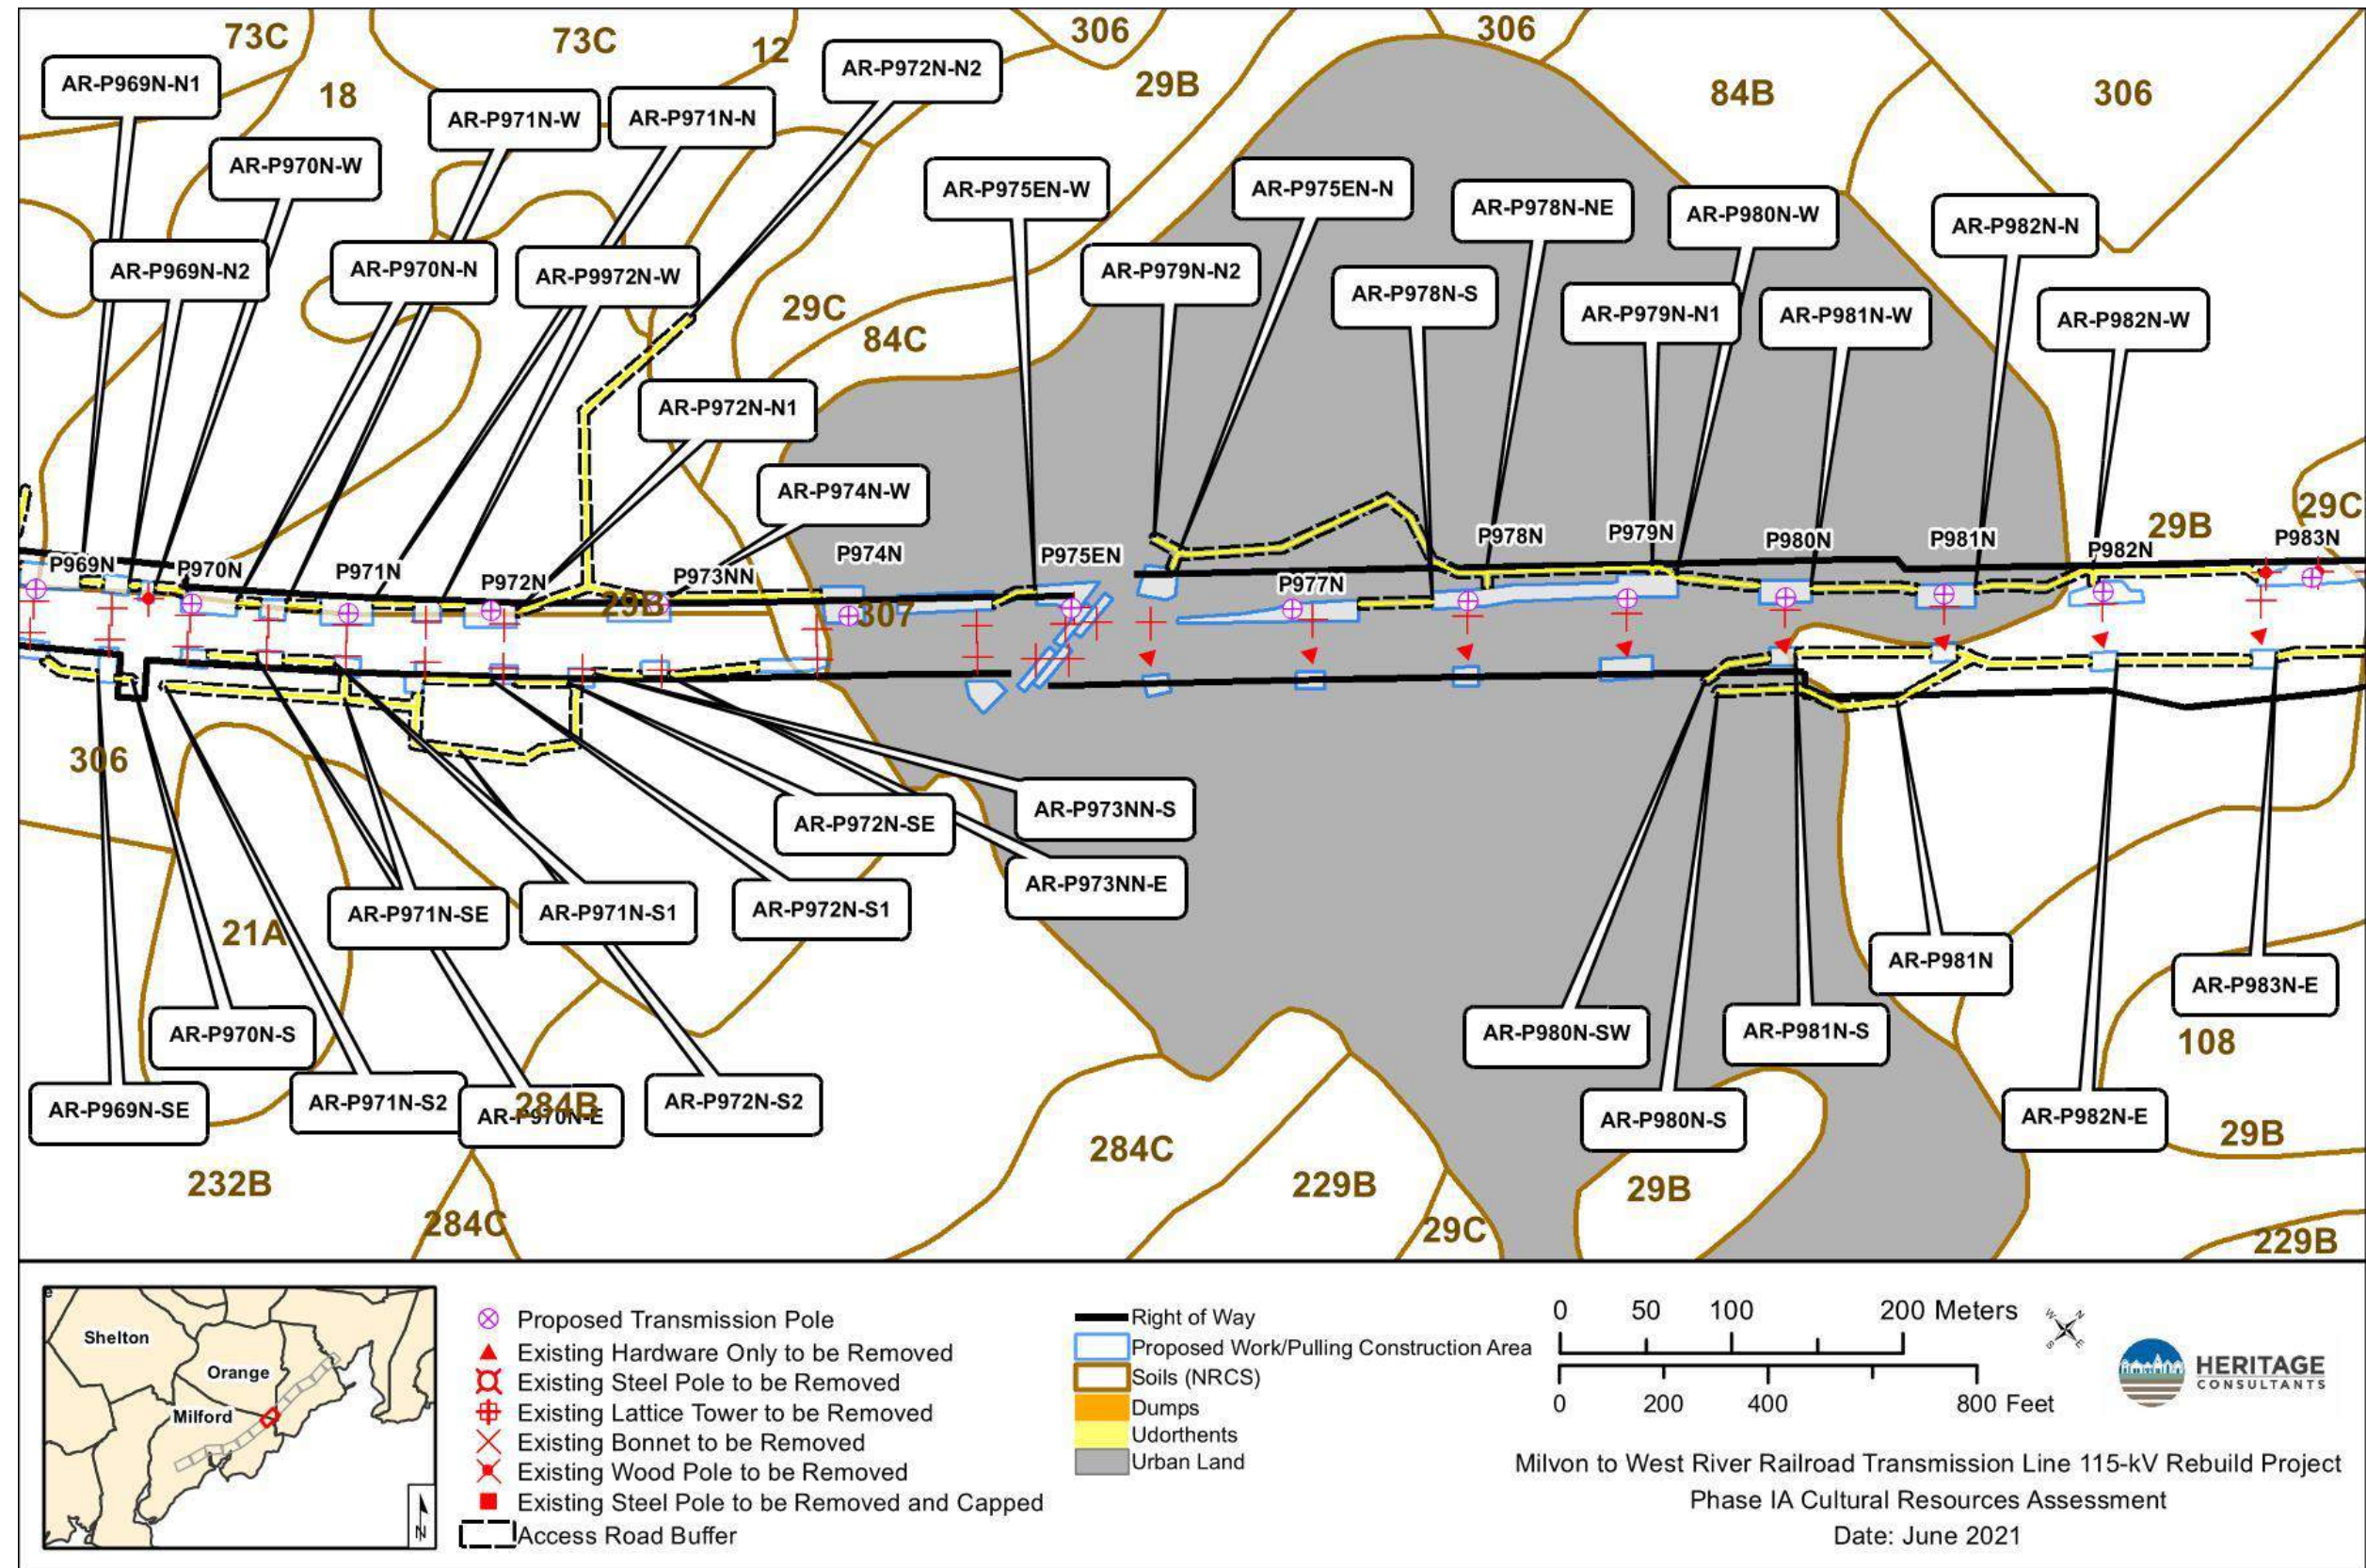 73C
73C
12
306
306
AR-P969N-N1
18
AR-P971N-W
AR-P971N-N
AR-P972N-N2
29B
84B
306
AR-P970N-W
AR-P975EN-W
AR-P975EN-N
AR-P978N-NE
AR-P980N-W
AR-P982N-N
AR-P969N-N2
AR-P970N-N
AR-P9972N-W
AR-P979N-N2
AR-P978N-S
AR-P979N-N1
AR-P981N-W
AR-P982N-W
29C
84C
AR-P972N-N1
AR-P974N-W
29C
29B
P969N
P970N
P971N
P972N
P973NN
P974N
P975EN
P977N
P978N
P979N
P980N
P981N
P982N
P983N
29B
307
306
AR-P972N-SE
AR-P973NN-S
AR-P973NN-E
21A
AR-P971N-SE
AR-P971N-S1
AR-P972N-S1
AR-P981N
AR-P983N-E
AR-P970N-S
AR-P980N-SW
AR-P981N-S
108
AR-P969N-SE
AR-P971N-S2
AR-P970N-E
284B
AR-P972N-S2
AR-P980N-S
AR-P982N-E
29B
232B
284C
284C
229B
29C
29B
229B
Shelton
Orange
Milford
N
Proposed Transmission Pole
Existing Hardware Only to be Removed
Existing Steel Pole to be Removed
Existing Lattice Tower to be Removed
Existing Bonnet to be Removed
Existing Wood Pole to be Removed
Existing Steel Pole to be Removed and Capped
Access Road Buffer
Right of Way
Proposed Work/Pulling Construction Area
Soils (NRCS)
Dumps
Udorthents
Urban Land
0 50 100 200 Meters
0 200 400 800 Feet
W N
S E
HERITAGE
CONSULTANTS
Milvon to West River Railroad Transmission Line 115-kV Rebuild Project
Phase IA Cultural Resources Assessment
Date: June 2021